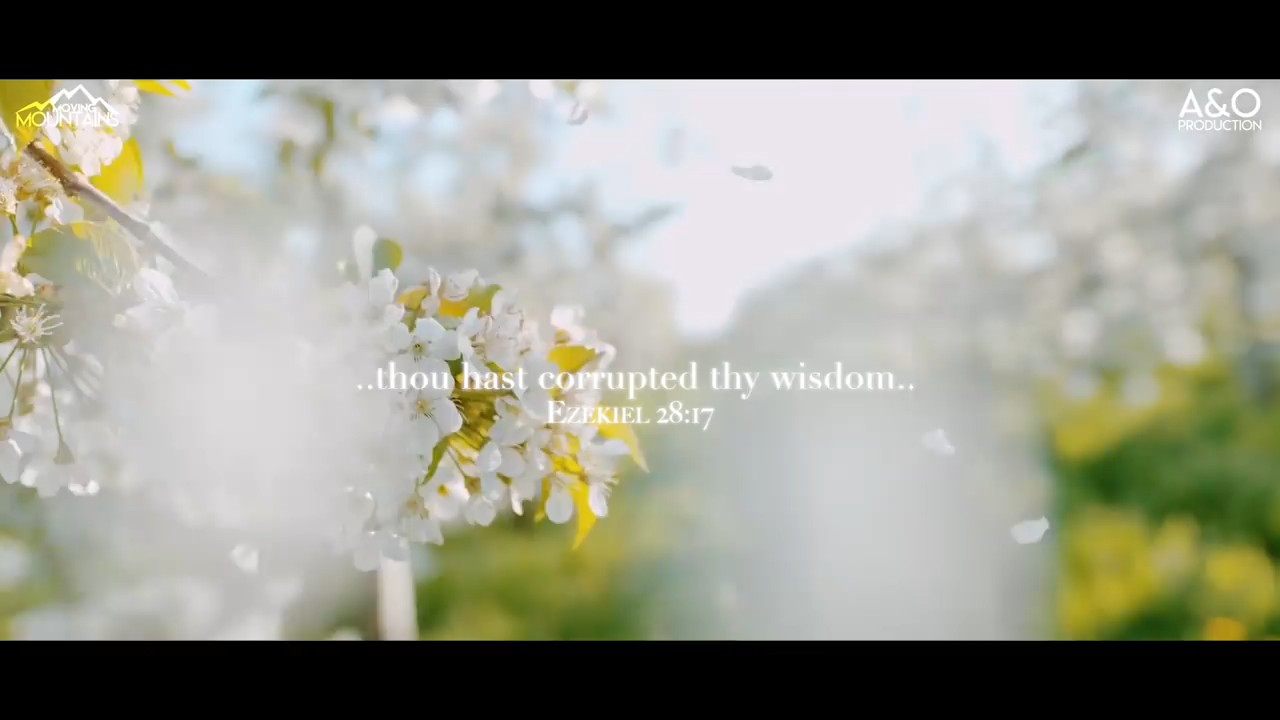 MOVING
MOUNTAINS
A&O
PRODUCTION
..thou hast corrupted thy wisdom..
Ezekiel 28:17